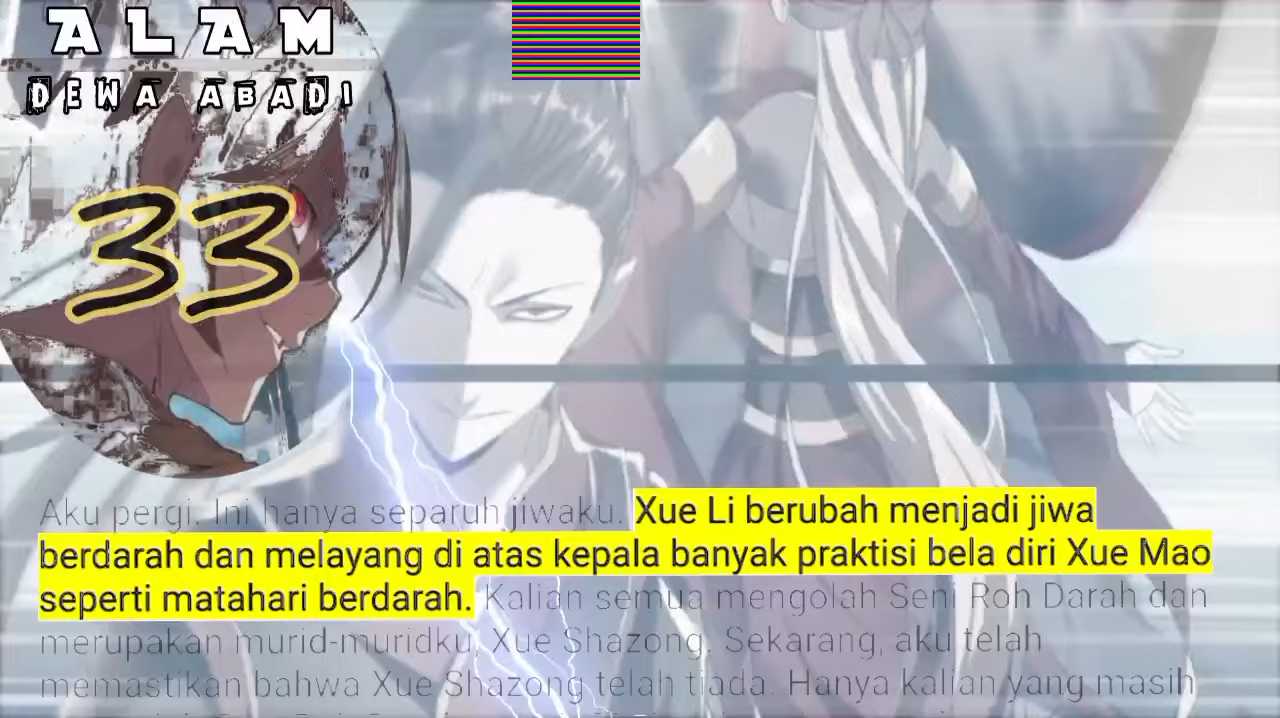 ALAM
DEWA ABADI
33
Aku pergi. Ini hanya separuh jiwaku. Xue Li berubah menjadi jiwa
berdarah dan melayang di atas kepala banyak praktisi bela diri Xue Mao
seperti matahari berdarah. Kalian semua mengolah Seni Roh Darah dan
merupakan murid-muridku, Xue Shazong. Sekarang, aku telah
memastikan bahwa Xue Shazong telah tiada. Hanya kalian yang masih